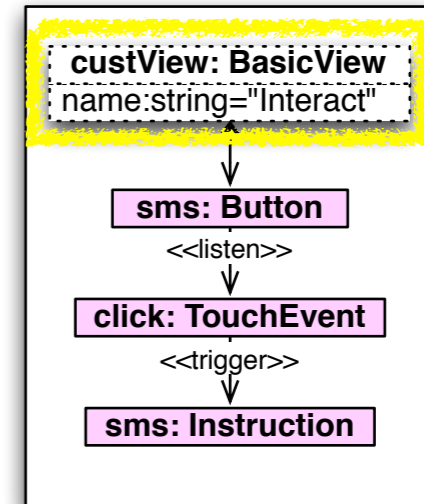 custView: BasicView
name:string="Interact"
sms: Button
<<listen>>
click: TouchEvent
<<trigger>>
sms: Instruction